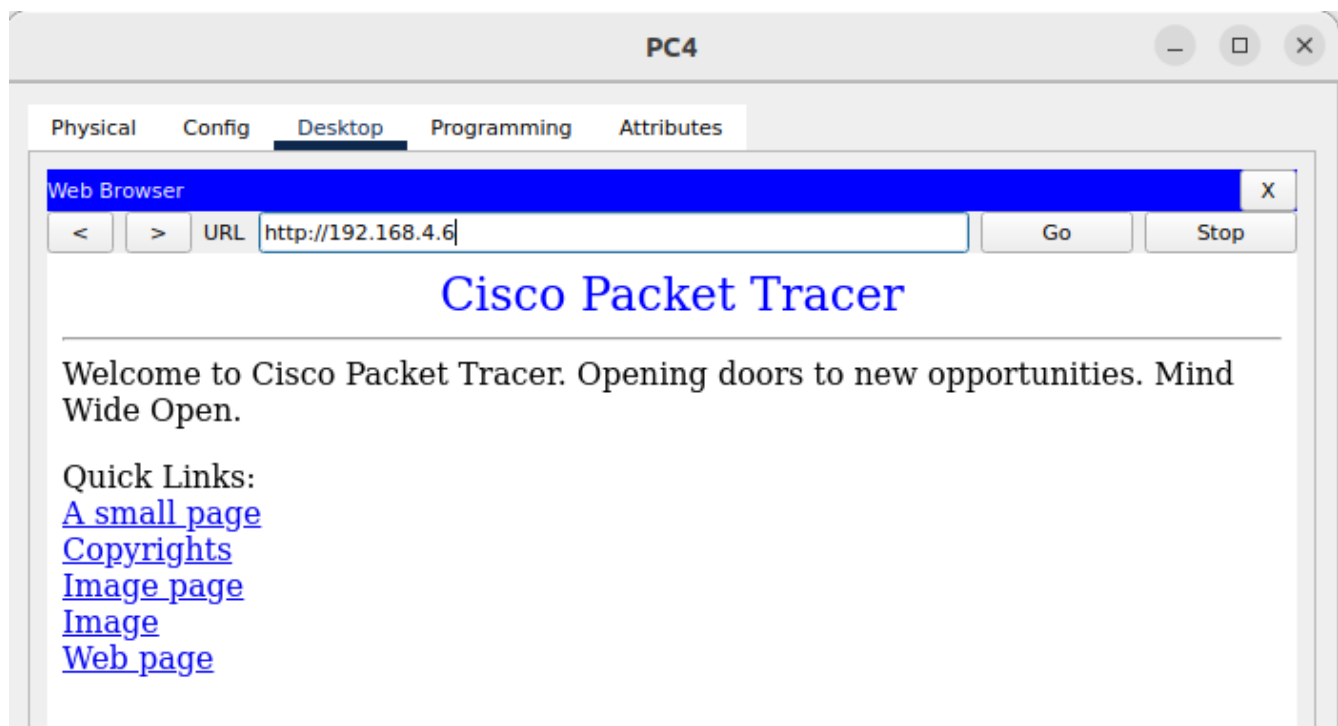 PC4
Physical Config Desktop Programming Attributes
Web Browser X
< > URL http://192.168.4.6 Go Stop
Cisco Packet Tracer
Welcome to Cisco Packet Tracer. Opening doors to new opportunities. Mind
Wide Open.
Quick Links:
A small page
Copyrights
Image page
Image
Web page